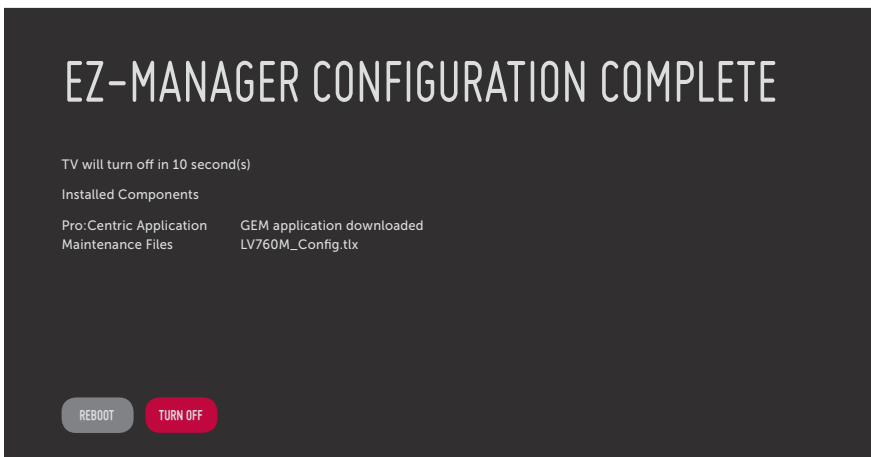 EZ-MANAGER CONFIGURATION COMPLETE
TV will turn off in 10 second(s)
Installed Components
Pro:Centric Application GEM application downloaded
Maintenance Files LV760M_Config.tlx
REBOOT TURN OFF